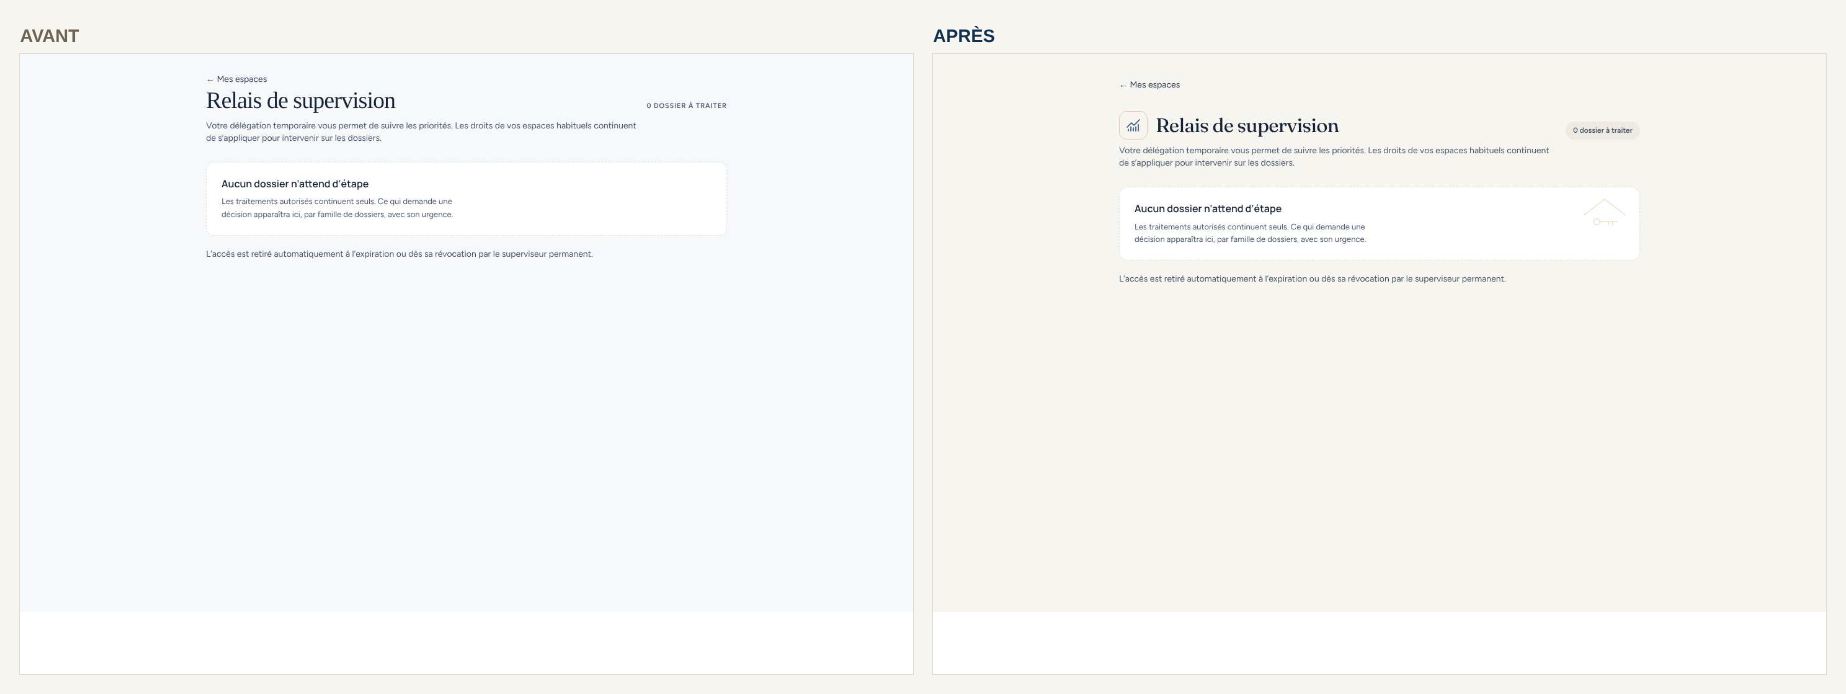 AVANT
← Mes espaces
Relais de supervision
0 DOSSIER À TRAITER
Votre délégation temporaire vous permet de suivre les priorités. Les droits de vos espaces habituels continuent
de s'appliquer pour intervenir sur les dossiers.
Aucun dossier n'attend d'étape
Les traitements autorisés continuent seuls. Ce qui demande une
décision apparaîtra ici, par famille de dossiers, avec son urgence.
L'accès est retiré automatiquement à l'expiration ou dès sa révocation par le superviseur permanent.
APRÈS
← Mes espaces
Relais de supervision
0 dossier à traiter
Votre délégation temporaire vous permet de suivre les priorités. Les droits de vos espaces habituels continuent
de s'appliquer pour intervenir sur les dossiers.
Aucun dossier n'attend d'étape
Les traitements autorisés continuent seuls. Ce qui demande une
décision apparaîtra ici, par famille de dossiers, avec son urgence.
L'accès est retiré automatiquement à l'expiration ou dès sa révocation par le superviseur permanent.